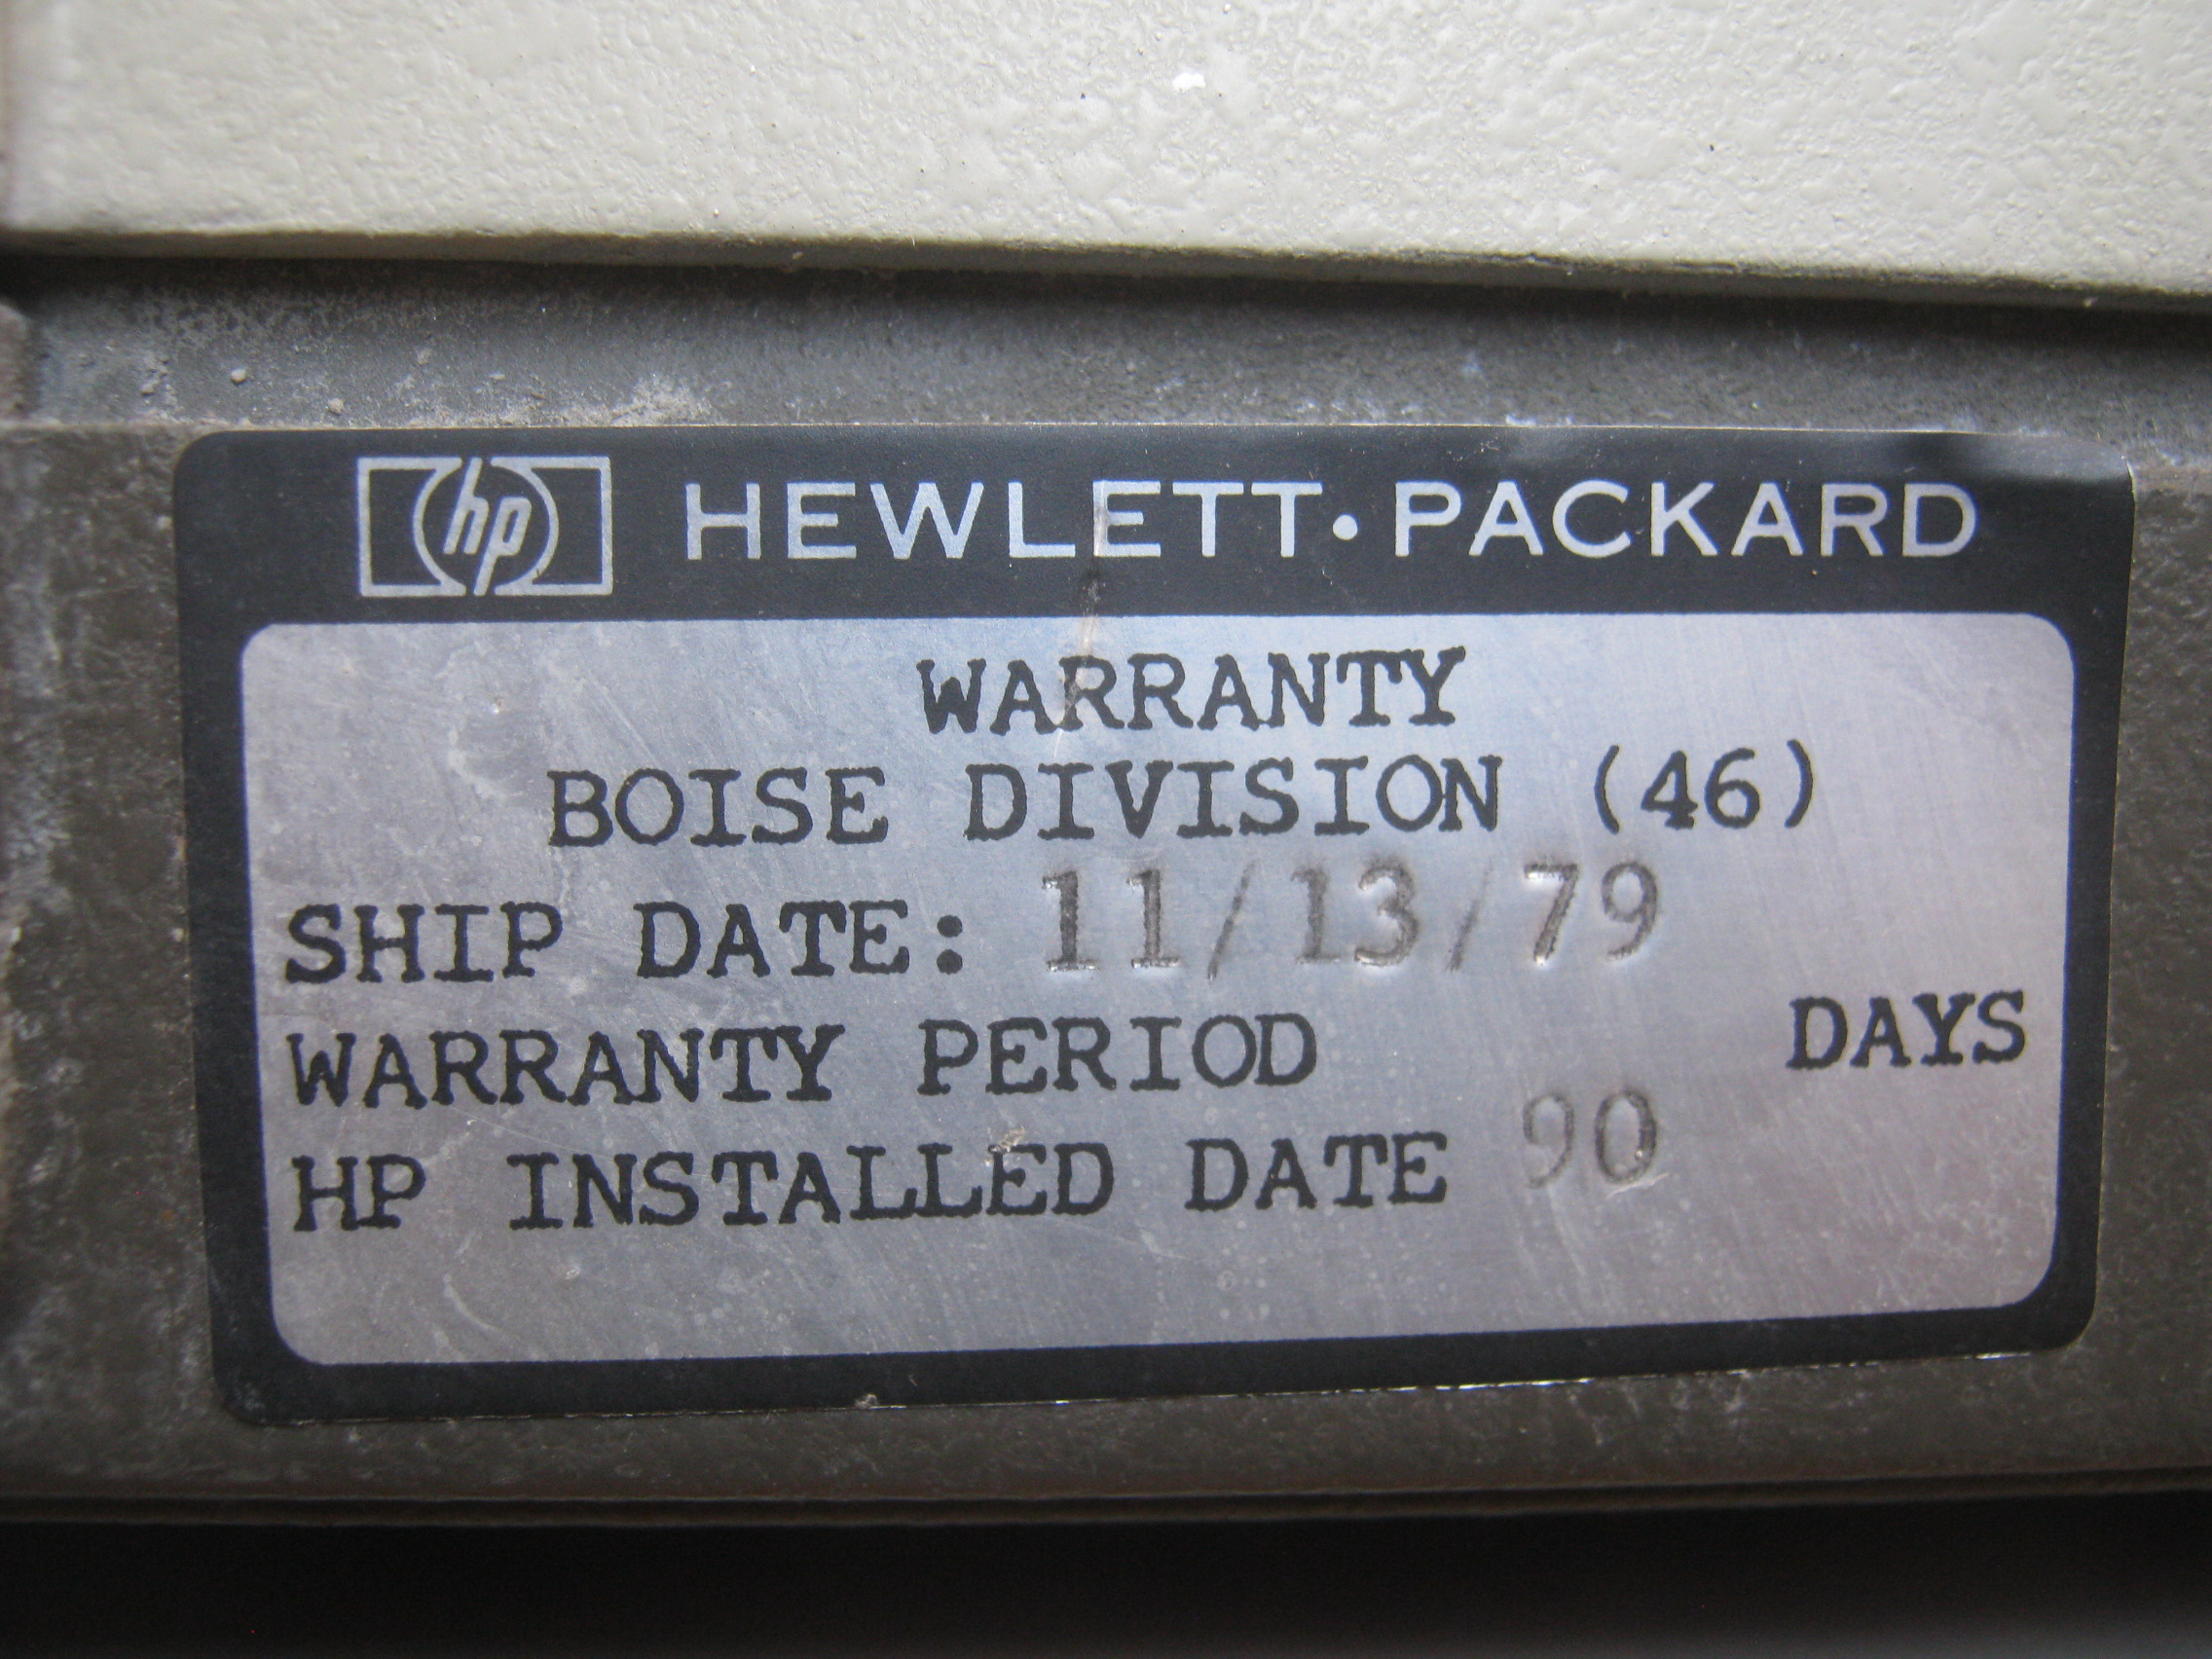 hp HEWLETT•PACKARD
WARRANTY
BOISE DIVISION (46)
SHIP DATE: 11/13/79
WARRANTY PERIOD DAYS
HP INSTALLED DATE 90